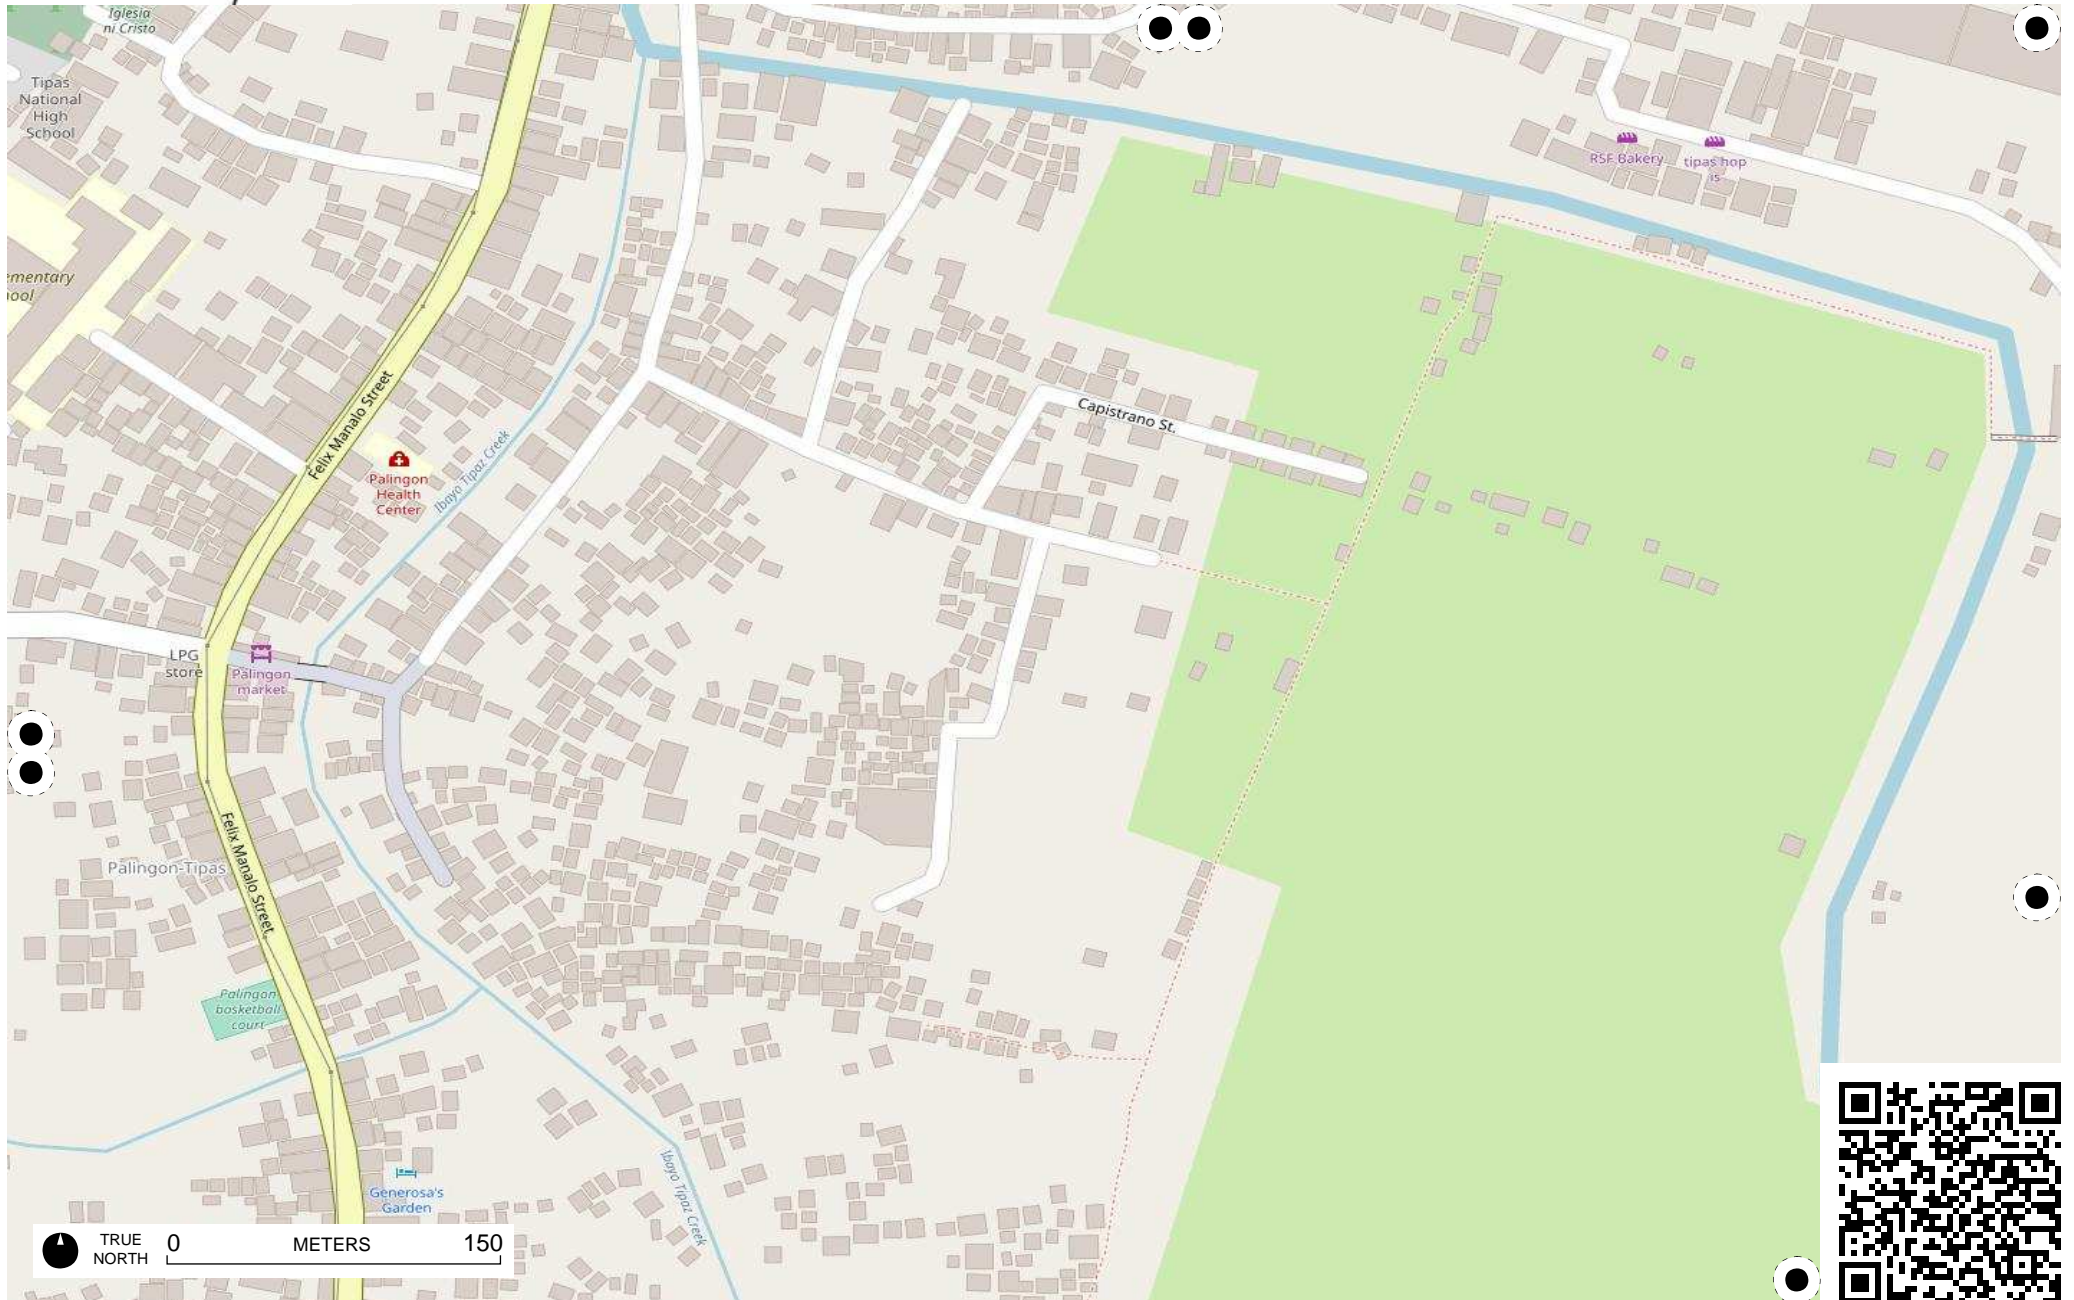 Iglesia
ni Cristo
Tipas
National
High
School
RSF Bakery
tipas hop
is
ementary
ool
Felix Manalo Street
Capistrano St.
Palingon
Health
Center
Ibayo Tipaz Creek
LPG
store
Palingon
market
Felix Manalo Street
Palingon-Tipas
Palingon
basketball
court
Ibayo Tipaz Creek
Generosa's
Garden
TRUE
NORTH
0 METERS 150